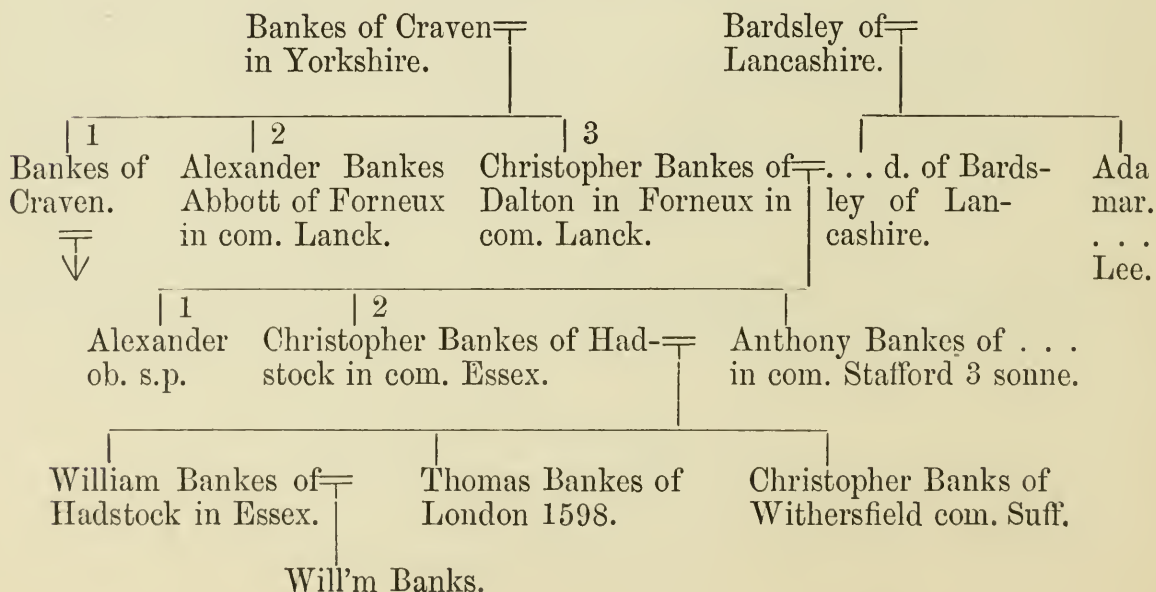 Bankes of Craven
in Yorkshire.
Bardsley of
Lancashire.
1
Bankes of
Craven.
2
Alexander Bankes
Abbott of Forneux
in com. Lanck.
3
Christopher Bankes of
Dalton in Forneux in
com. Lanck.
. . . d. of Bards-
ley of Lan-
cashire.
Ada
mar.
. . .
Lee.
1
Alexander
ob. s.p.
2
Christopher Bankes of Had-
stock in com. Essex.
Anthony Bankes of . . .
in com. Stafford 3 sonne.
William Bankes of
Hadstock in Essex.
Thomas Bankes of
London 1598.
Christopher Banks of
Withersfield com. Suff.
Will'm Banks.